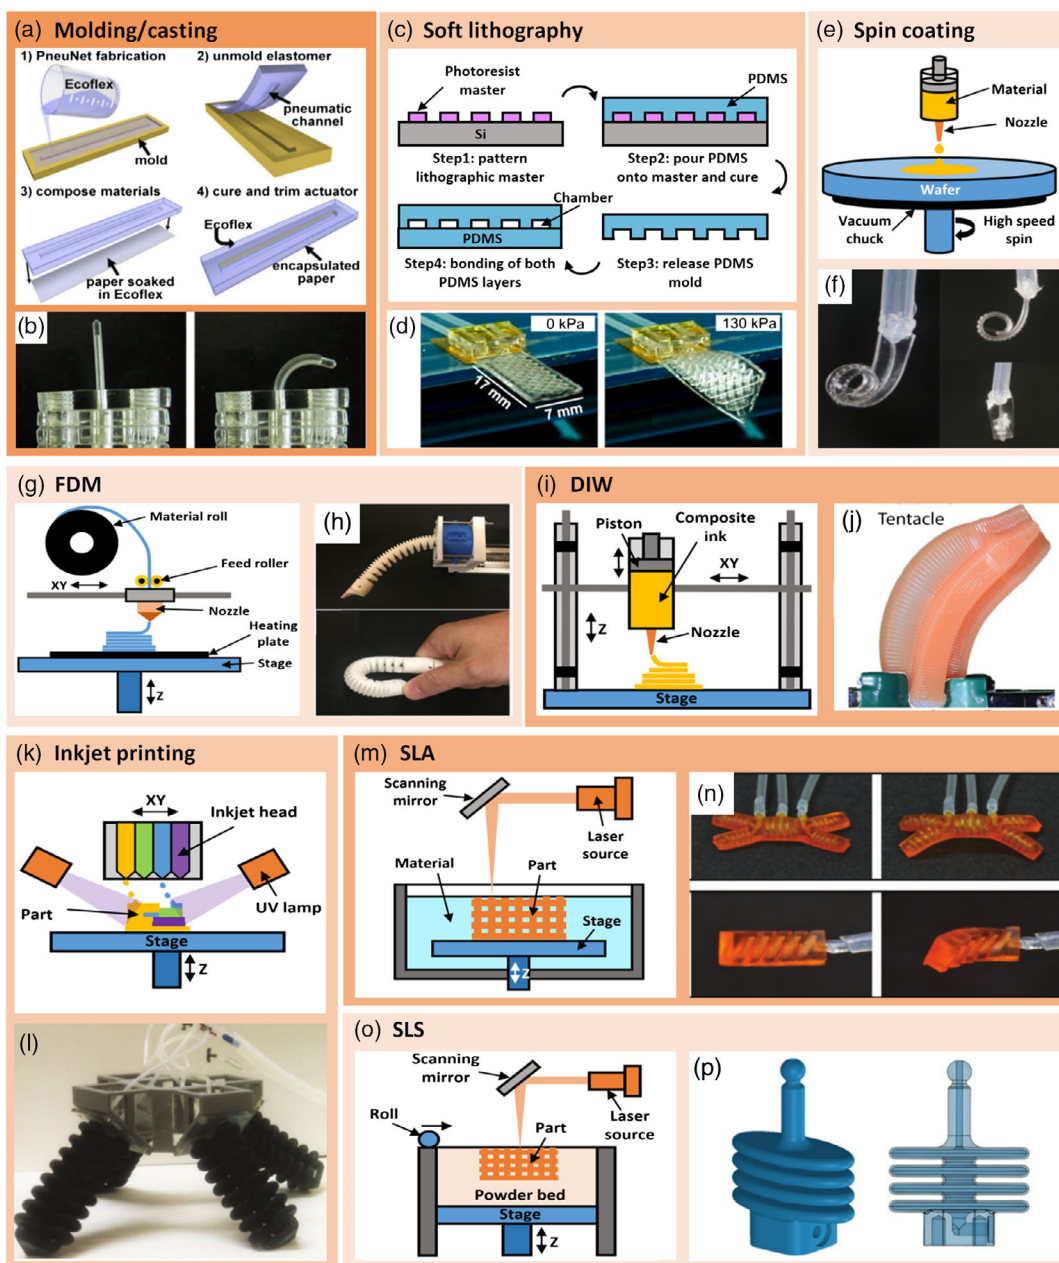 (a) Molding/casting
1) PneuNet fabrication
Ecoflex
mold
2) unmold elastomer
pneumatic
channel
3) compose materials
paper soaked
in Ecoflex
4) cure and trim actuator
Ecoflex
encapsulated
paper
(b)
(c) Soft lithography
Photoresist
master
Si
Step1: pattern
lithographic master
PDMS
Step2: pour PDMS
onto master and cure
Chamber
PDMS
Step4: bonding of both
PDMS layers
Step3: release PDMS
mold
(d)
0 kPa
17 mm
7 mm
130 kPa
(e) Spin coating
Material
Nozzle
Wafer
Vacuum
chuck
High speed
spin
(f)
(g) FDM
Material roll
XY
Feed roller
Nozzle
Heating
plate
Stage
Z
(h)
(i) DIW
Piston
Composite
ink
XY
Z
Nozzle
Stage
(j)
Tentacle
(k) Inkjet printing
XY
Inkjet head
UV lamp
Part
Stage
Z
(l)
(m) SLA
Scanning
mirror
Laser
source
Material
Part
Stage
Z
(n)
(o) SLS
Scanning
mirror
Laser
source
Roll
Part
Powder bed
Stage
Z
(p)